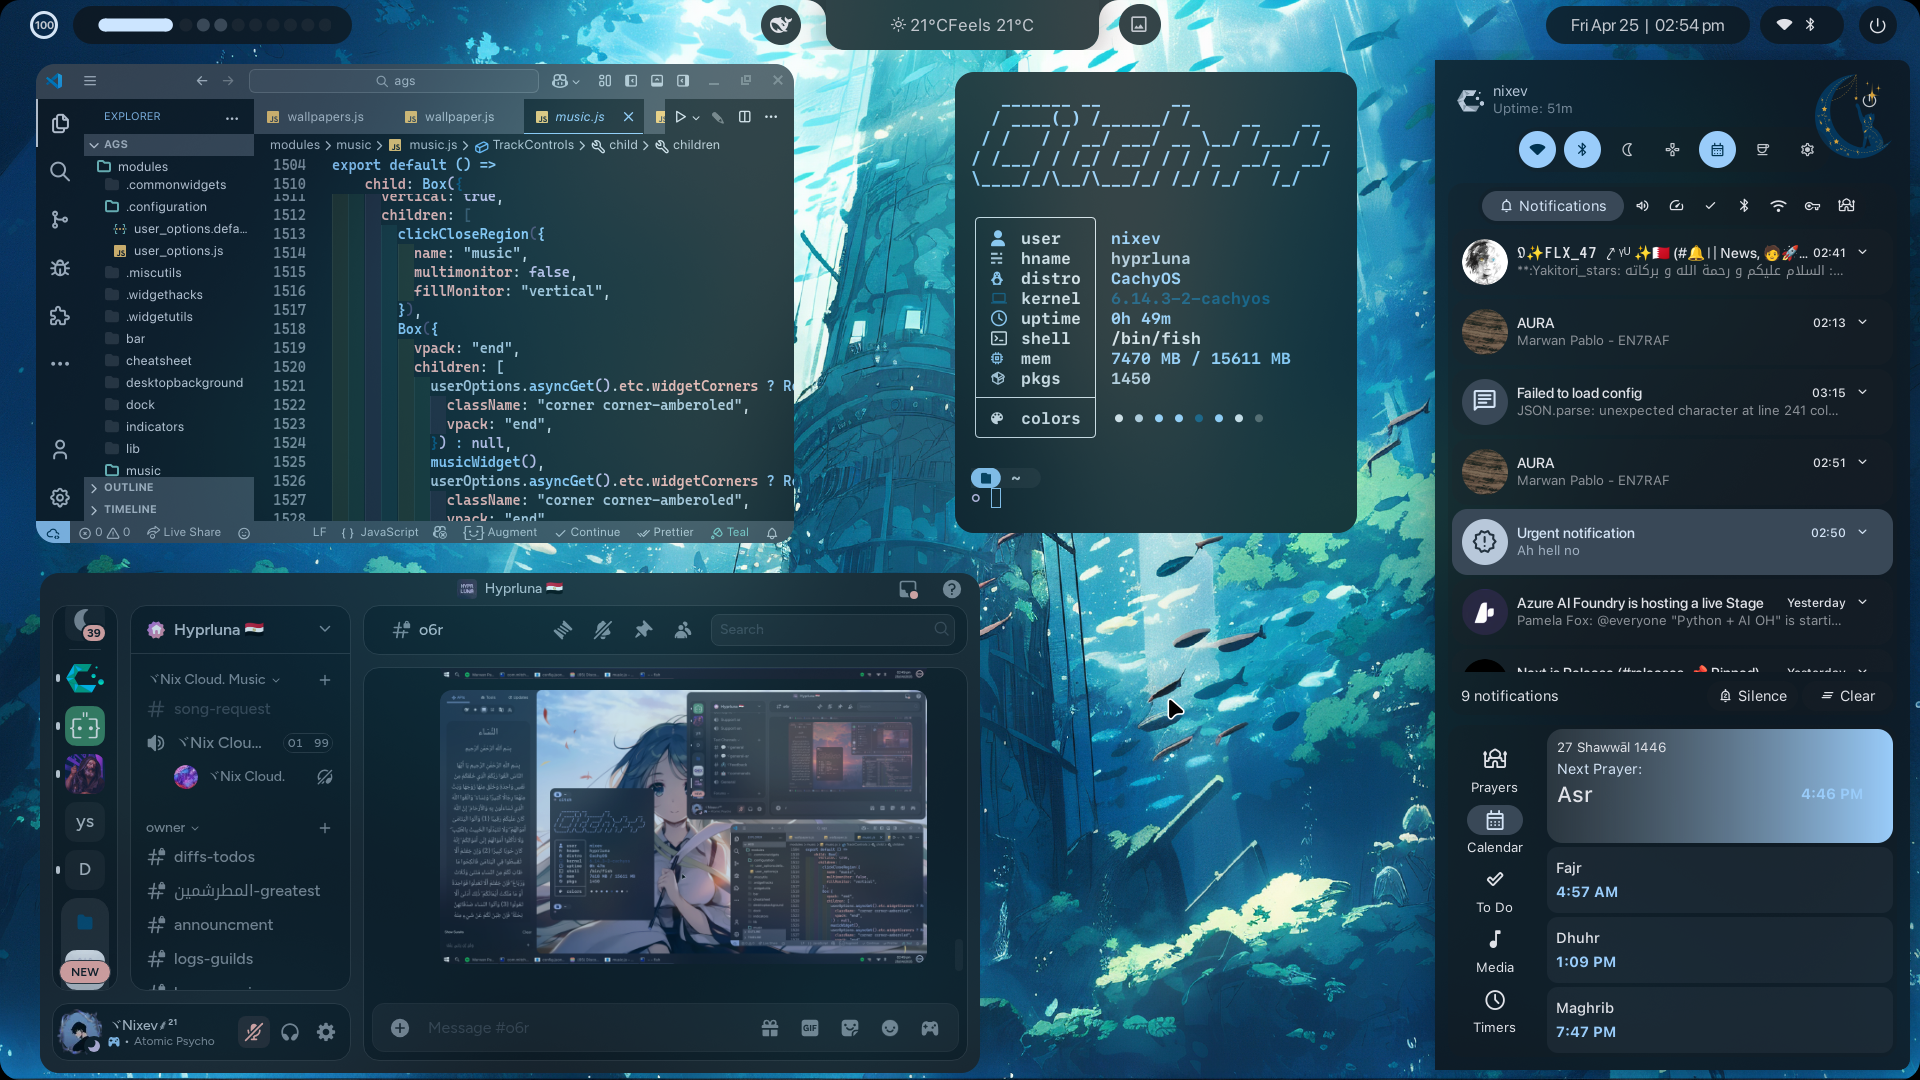 100
21°CFeels 21°C
Fri Apr 25 | 02:54 pm
ags
EXPLORER
wallpapers.js
wallpaper.js
music.js
AGS
modules > music > music.js > TrackControls > child > children
modules
.commonwidgets
.configuration
user_options.defa...
user_options.js
.miscutils
.widgethacks
.widgetutils
bar
cheatsheet
desktopbackground
dock
indicators
lib
music
OUTLINE
TIMELINE
1504 export default () =>
1510 child: Box({
1511 vertical: true,
1512 children: [
1513 clickCloseRegion({
1514 name: "music",
1515 multimonitor: false,
1516 fillMonitor: "vertical",
1517 }),
1518 Box({
1519 vpack: "end",
1520 children: [
1521 userOptions.asyncGet().etc.widgetCorners ? R
1522 className: "corner corner-amberoled",
1523 vpack: "end",
1524 }) : null,
1525 musicWidget(),
1526 userOptions.asyncGet().etc.widgetCorners ? R
1527 className: "corner corner-amberoled",
1528 vpack: "end"
0 0 Live Share LF { } JavaScript Augment Continue Prettier Teal
user nixev
hname hyprluna
distro CachyOS
kernel 6.14.3-2-cachyos
uptime 0h 49m
shell /bin/fish
mem 7470 MB / 15611 MB
pkgs 1450
colors
~
Hyprluna 🇪🇬
39
ys
D
NEW
Hyprluna 🇪🇬
Nix Cloud. Music
song-request
Nix Clou... 01 99
Nix Cloud.
owner
diffs-todos
المطرشمين-greatest
announcment
logs-guilds
Nixev 21
Atomic Psycho
o6r
Search
Message #o6r
GIF
nixev
Uptime: 51m
Notifications
FLX_47 (#🔔 | News, 🧑🚀... 02:41
**:Yakitori_stars: السلام عليكم و رحمة الله و بركاته :...
AURA 02:13
Marwan Pablo - EN7RAF
Failed to load config 03:15
JSON.parse: unexpected character at line 241 col...
AURA 02:51
Marwan Pablo - EN7RAF
Urgent notification 02:50
Ah hell no
Azure AI Foundry is hosting a live Stage Yesterday
Pamela Fox: @everyone "Python + AI OH" is starti...
9 notifications Silence Clear
Prayers
Calendar
To Do
Media
Timers
27 Shawwāl 1446
Next Prayer:
Asr 4:46 PM
Fajr
4:57 AM
Dhuhr
1:09 PM
Maghrib
7:47 PM